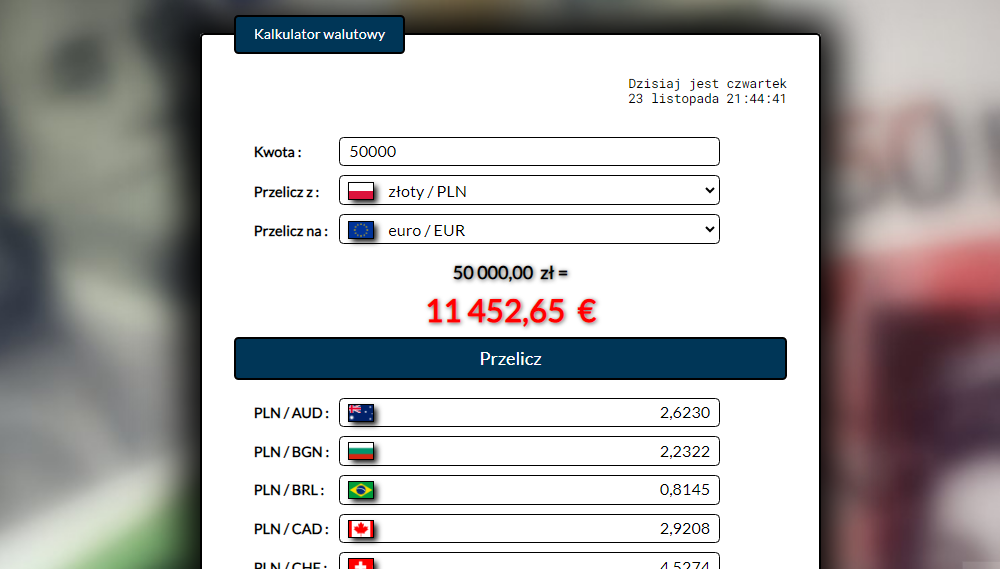 Kalkulator walutowy
Dzisiaj jest czwartek
23 listopada 21:44:41
Kwota : 50000
Przelicz z : złoty / PLN
Przelicz na : euro / EUR
50 000,00 zł =
11 452,65 €
Przelicz
PLN / AUD : 2,6230
PLN / BGN : 2,2322
PLN / BRL : 0,8145
PLN / CAD : 2,9208
PLN / CHF : 4,5274